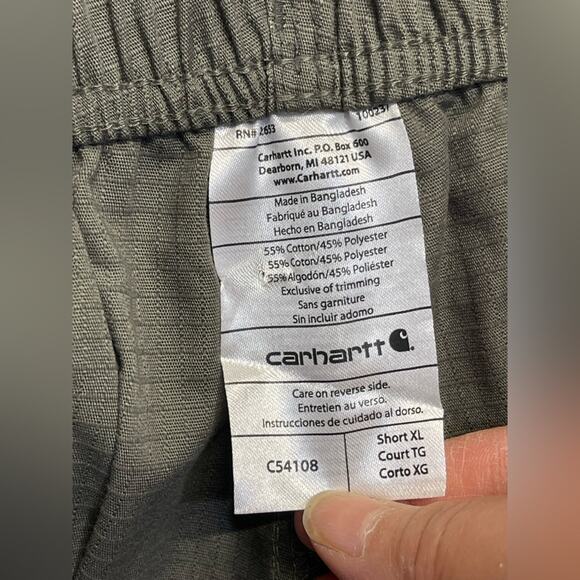 RN# 2653 100237
Carhartt Inc. P.O. Box 600
Dearborn, MI 48121 USA
www.Carhartt.com
Made in Bangladesh
Fabriqué au Bangladesh
Hecho en Bangladesh
55% Cotton/45% Polyester
55% Coton/45% Polyester
55%Algodón/45% Poliéster
Exclusive of trimming
Sans garniture
Sin incluir adorno
carhartt
Care on reverse side.
Entretien au verso.
Instrucciones de cuidado al dorso.
C54108
Short XL
Court TG
Corto XG